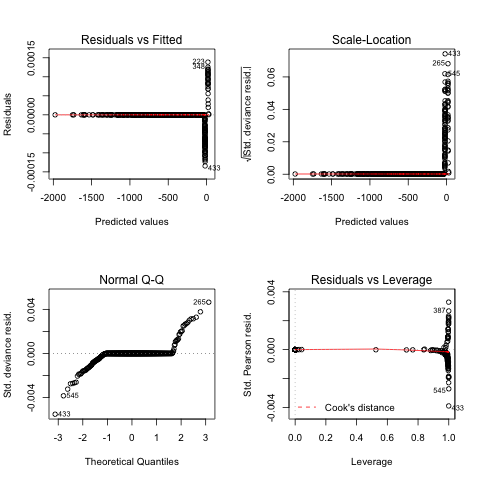 Residuals vs Fitted
Residuals
-0.00015
0.00000
0.00015
223
348
433
-2000 -1500 -1000 -500 0
Predicted values
Scale-Location
√|Std. deviance resid.|
0.00
0.02
0.04
0.06
433
265
545
-2000 -1500 -1000 -500 0
Predicted values
Normal Q-Q
Std. deviance resid.
-0.004
0.000
0.004
265
545
433
-3 -2 -1 0 1 2 3
Theoretical Quantiles
Residuals vs Leverage
Std. Pearson resid.
-0.004
0.000
0.004
387
545
433
Cook's distance
0.0 0.2 0.4 0.6 0.8 1.0
Leverage